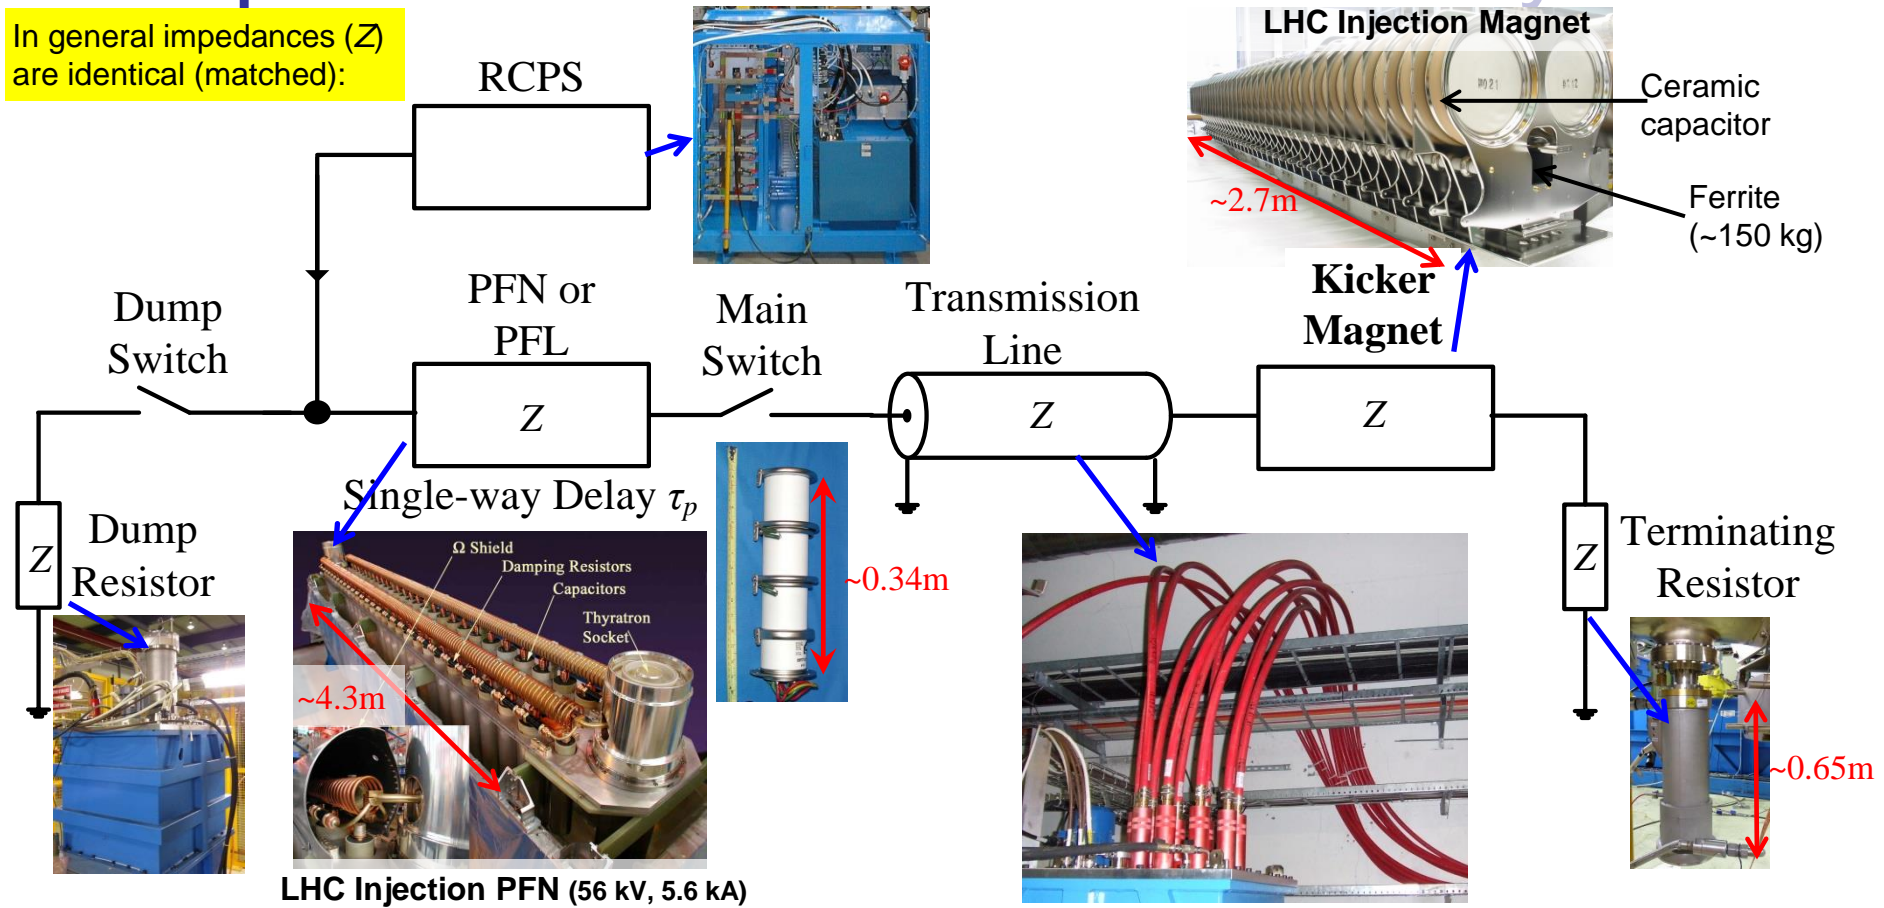 In general impedances (Z)
are identical (matched):
RCPS
LHC Injection Magnet
Ceramic
capacitor
~2.7m
Ferrite
(~150 kg)
Dump
Switch
PFN or
PFL
Main
Switch
Transmission
Line
Kicker
Magnet
Z
Z
Z
Single-way Delay τp
Z
Dump
Resistor
Ω Shield
Damping Resistors
Capacitors
Thyratron
Socket
~4.3m
~0.34m
Z
Terminating
Resistor
~0.65m
LHC Injection PFN (56 kV, 5.6 kA)